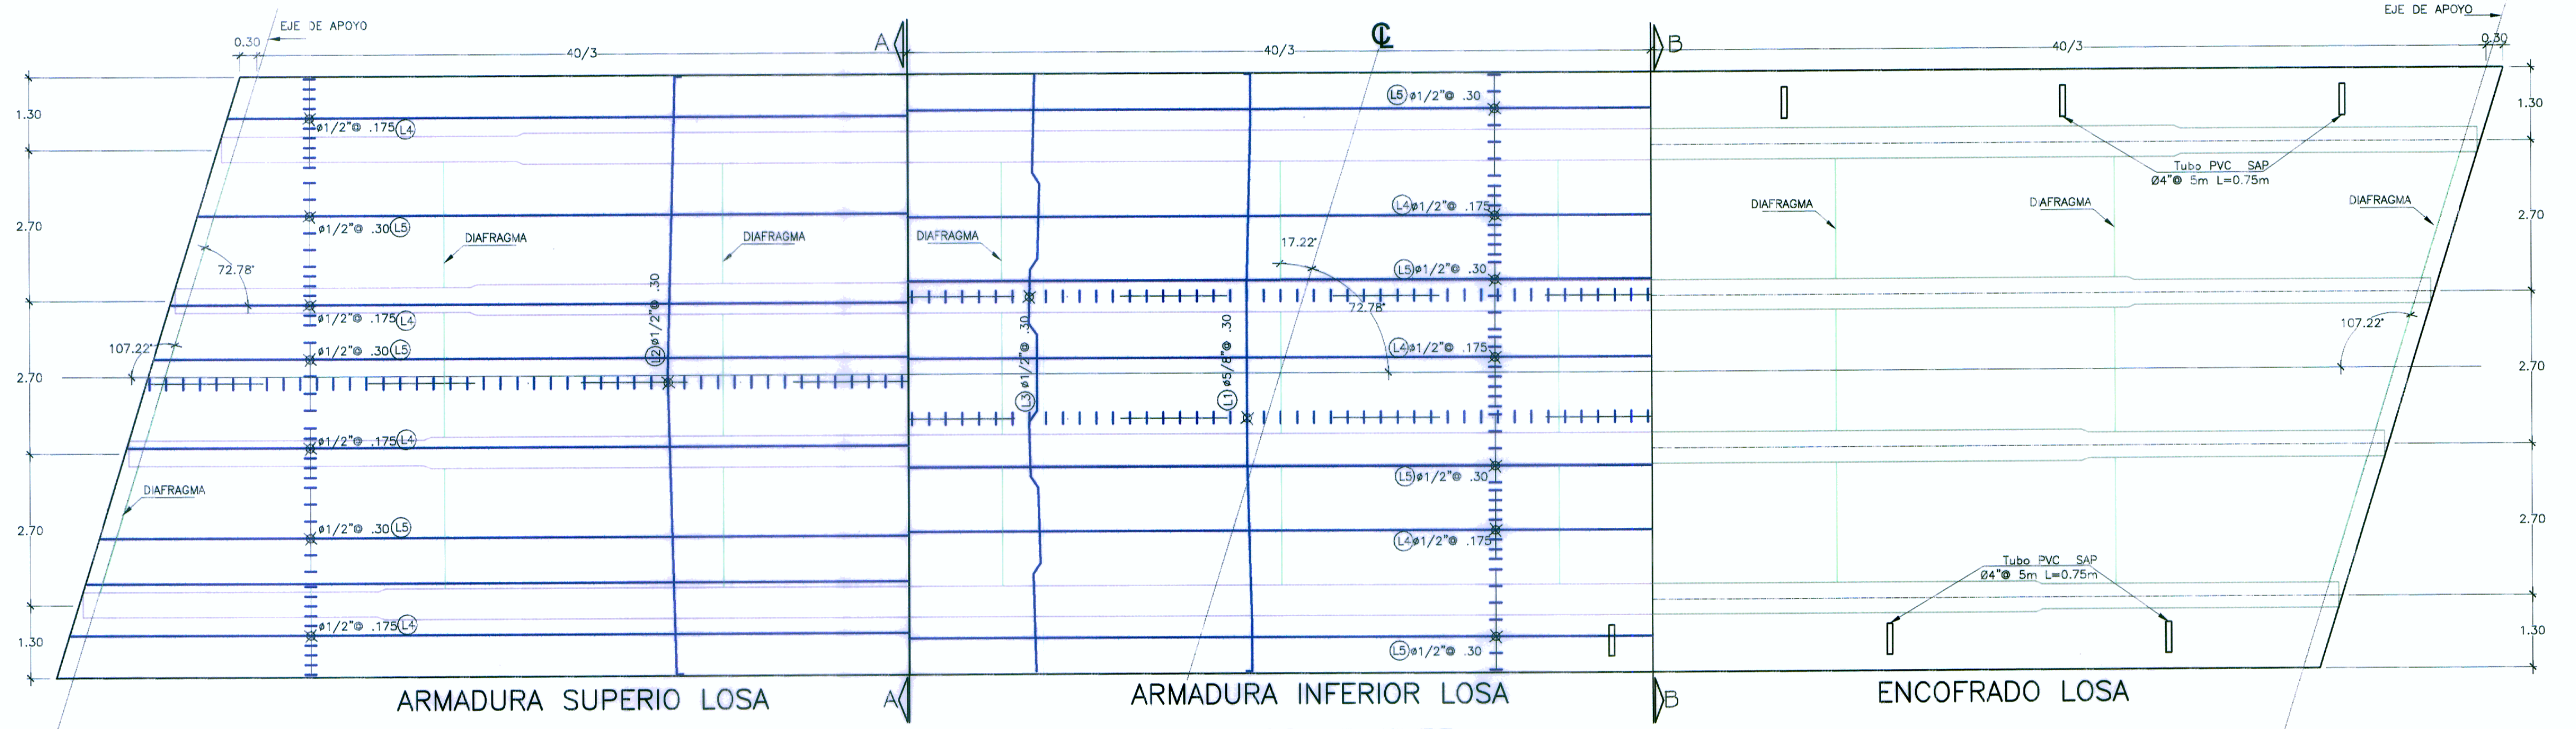 EJE DE APOYO
EJE DE APOYO
0.30
40/3
A
40/3
℄
B
40/3
0.30
1.30
2.70
2.70
2.70
1.30
ø1/2"@ .175 L4
ø1/2"@ .30 L5
72.78°
ø1/2"@ .175 L4
107.22°
ø1/2"@ .30 L5
ø1/2"@ .175 L4
DIAFRAGMA
ø1/2"@ .30 L5
ø1/2"@ .175 L4
DIAFRAGMA
DIAFRAGMA
L2 ø1/2"@ .30
DIAFRAGMA
L3 ø1/2"@ .30
L1 ø5/8"@ .30
17.22°
72.78°
L5 ø1/2"@ .30
L4 ø1/2"@ .175
L5 ø1/2"@ .30
L4 ø1/2"@ .175
L5 ø1/2"@ .30
L4 ø1/2"@ .175
L5 ø1/2"@ .30
Tubo PVC SAP
Ø4"@ 5m L=0.75m
DIAFRAGMA
DIAFRAGMA
DIAFRAGMA
107.22°
Tubo PVC SAP
Ø4"@ 5m L=0.75m
1.30
2.70
2.70
2.70
1.30
ARMADURA SUPERIO LOSA
A
ARMADURA INFERIOR LOSA
B
ENCOFRADO LOSA